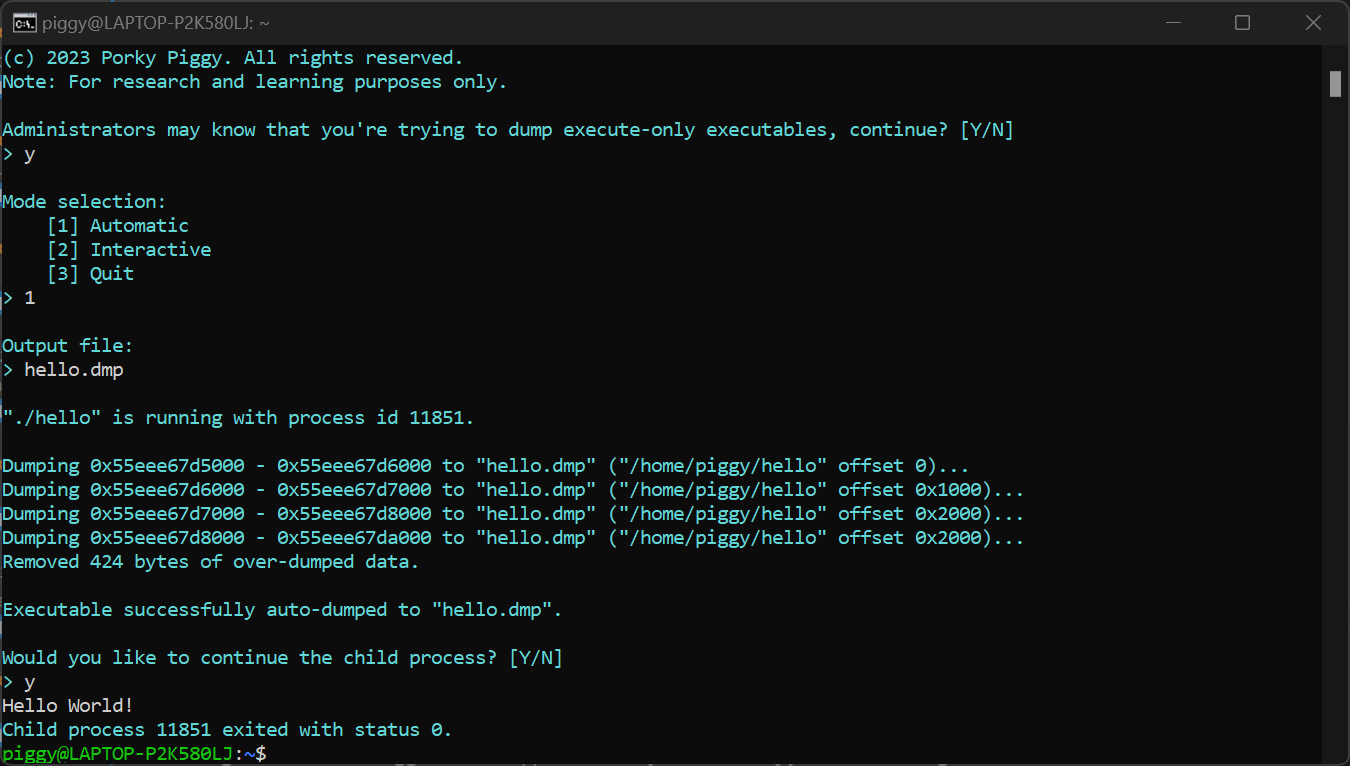 piggy@LAPTOP-P2K580LJ: ~
(c) 2023 Porky Piggy. All rights reserved.
Note: For research and learning purposes only.
Administrators may know that you're trying to dump execute-only executables, continue? [Y/N]
> y
Mode selection:
[1] Automatic
[2] Interactive
[3] Quit
> 1
Output file:
> hello.dmp
"./hello" is running with process id 11851.
Dumping 0x55eee67d5000 - 0x55eee67d6000 to "hello.dmp" ("/home/piggy/hello" offset 0)...
Dumping 0x55eee67d6000 - 0x55eee67d7000 to "hello.dmp" ("/home/piggy/hello" offset 0x1000)...
Dumping 0x55eee67d7000 - 0x55eee67d8000 to "hello.dmp" ("/home/piggy/hello" offset 0x2000)...
Dumping 0x55eee67d8000 - 0x55eee67da000 to "hello.dmp" ("/home/piggy/hello" offset 0x2000)...
Removed 424 bytes of over-dumped data.
Executable successfully auto-dumped to "hello.dmp".
Would you like to continue the child process? [Y/N]
> y
Hello World!
Child process 11851 exited with status 0.
piggy@LAPTOP-P2K580LJ:~$